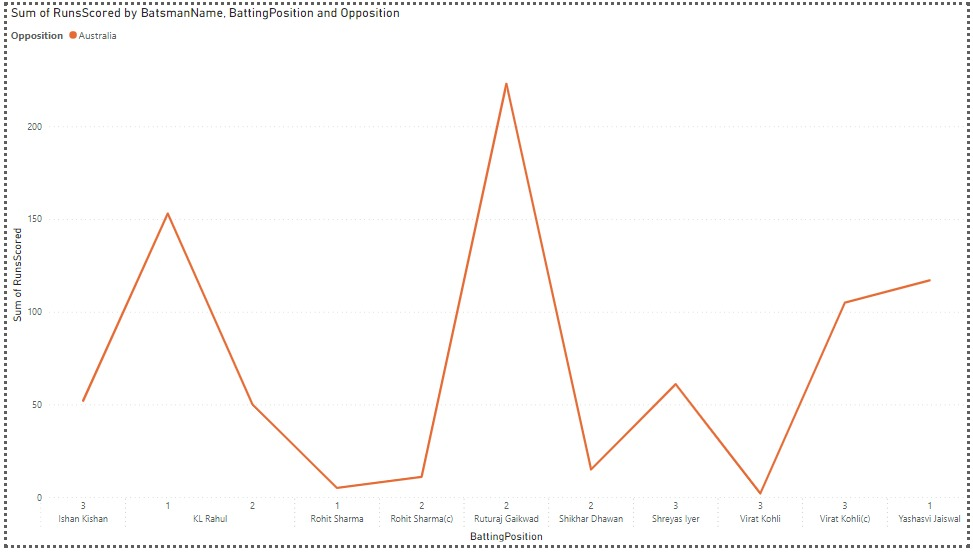 Sum of RunsScored by BatsmanName, BattingPosition and Opposition
Opposition Australia
200
150
100
50
0
Sum of RunsScored
3 1 2 1 2 2 2 3 3 3 1
Ishan Kishan KL Rahul Rohit Sharma Rohit Sharma(c) Ruturaj Gaikwad Shikhar Dhawan Shreyas Iyer Virat Kohli Virat Kohli(c) Yashasvi Jaiswal
BattingPosition